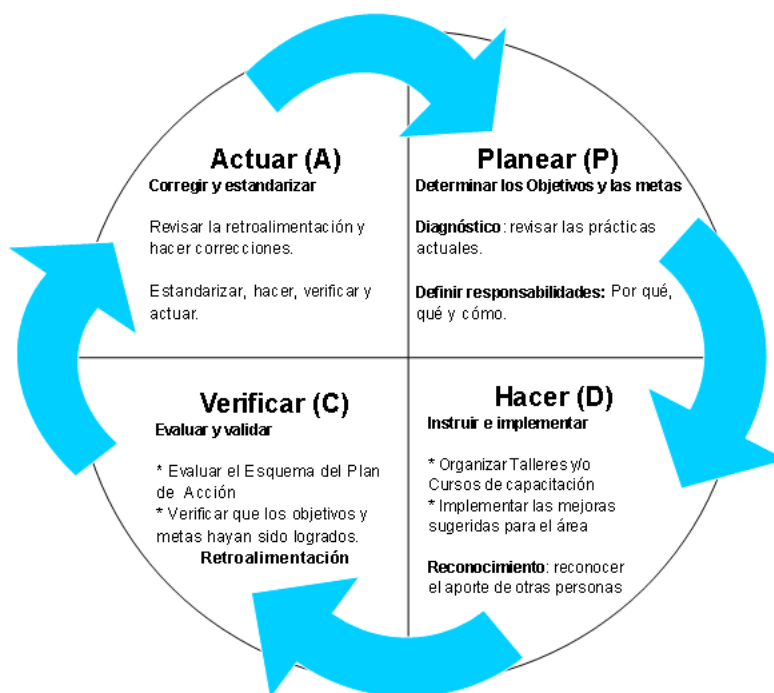 Actuar (A)
Corregir y estandarizar
Revisar la retroalimentación y
hacer correcciones.
Estandarizar, hacer, verificar y
actuar.
Planear (P)
Determinar los Objetivos y las metas
Diagnóstico: revisar las prácticas
actuales.
Definir responsabilidades: Por qué,
qué y cómo.
Verificar (C)
Evaluar y validar
* Evaluar el Esquema del Plan
de Acción
* Verificar que los objetivos y
metas hayan sido logrados.
Retroalimentación
Hacer (D)
Instruir e implementar
* Organizar Talleres y/o
Cursos de capacitación
* Implementar las mejoras
sugeridas para el área
Reconocimiento: reconocer
el aporte de otras personas